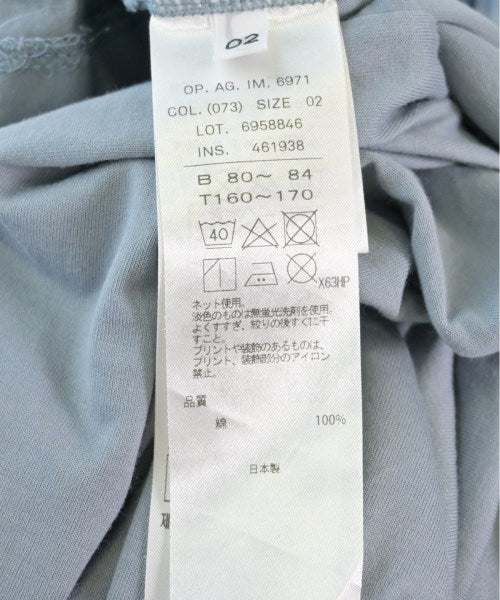 02
OP. AG. IM. 6971
COL. (073) SIZE 02
LOT. 6958846
INS. 461938
B 80~ 84
T160~170
40
X63HP
ネット使用。
淡色のものは無蛍光洗剤を使用。
よくすすぎ、絞りの後すぐに干
すこと。
プリントや装飾のあるものは、
プリント、装飾部分のアイロン
禁止。
品質
綿 100%
日本製